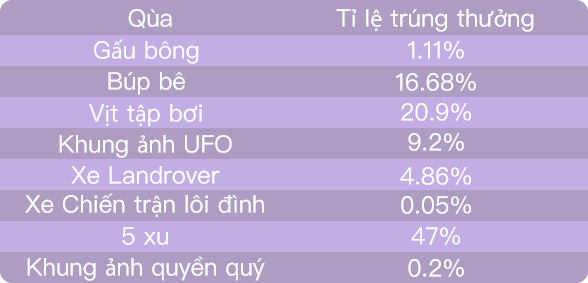 Qùa Tỉ lệ trúng thưởng
Gấu bông 1.11%
Búp bê 16.68%
Vịt tập bơi 20.9%
Khung ảnh UFO 9.2%
Xe Landrover 4.86%
Xe Chiến trận lôi đình 0.05%
5 xu 47%
Khung ảnh quyền quý 0.2%